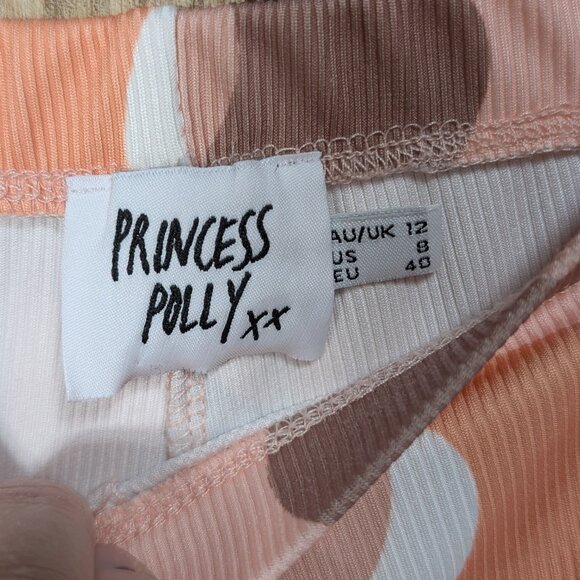 PRINCESS
POLLY xx
AU/UK 12
US 8
EU 40